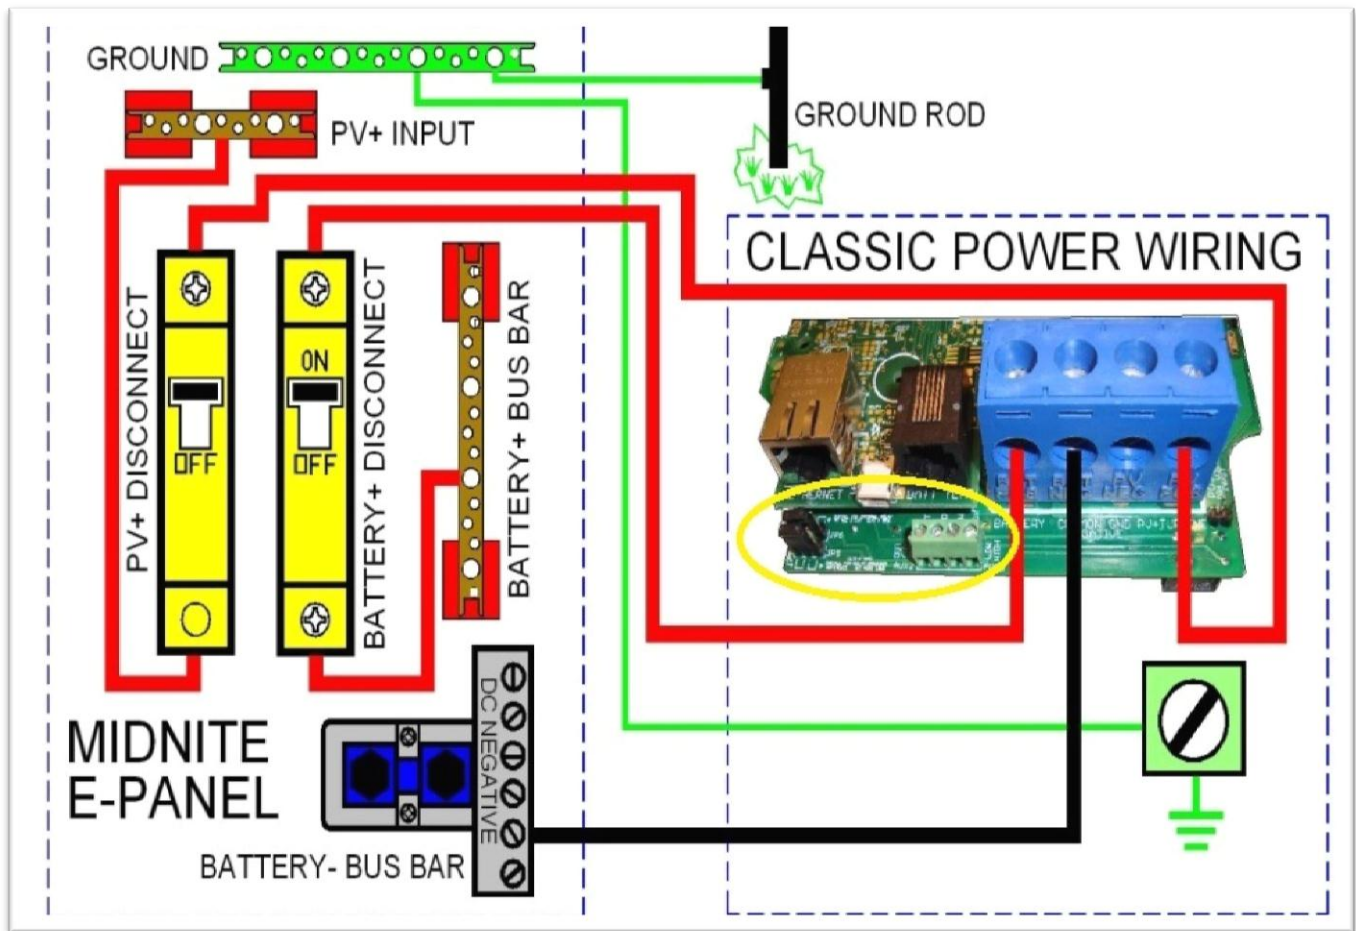 GROUND
PV+ INPUT
GROUND ROD
CLASSIC POWER WIRING
PV+ DISCONNECT
OFF
ON
OFF
BATTERY+ DISCONNECT
BATTERY+ BUS BAR
DC NEGATIVE
MIDNITE
E-PANEL
BATTERY- BUS BAR